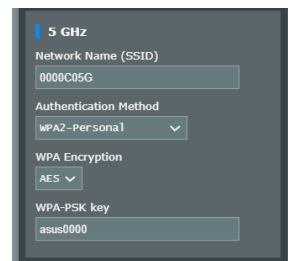 5 GHz
Network Name (SSID)
0000C05G
Authentication Method
WPA2-Personal
WPA Encryption
AES
WPA-PSK key
asus0000